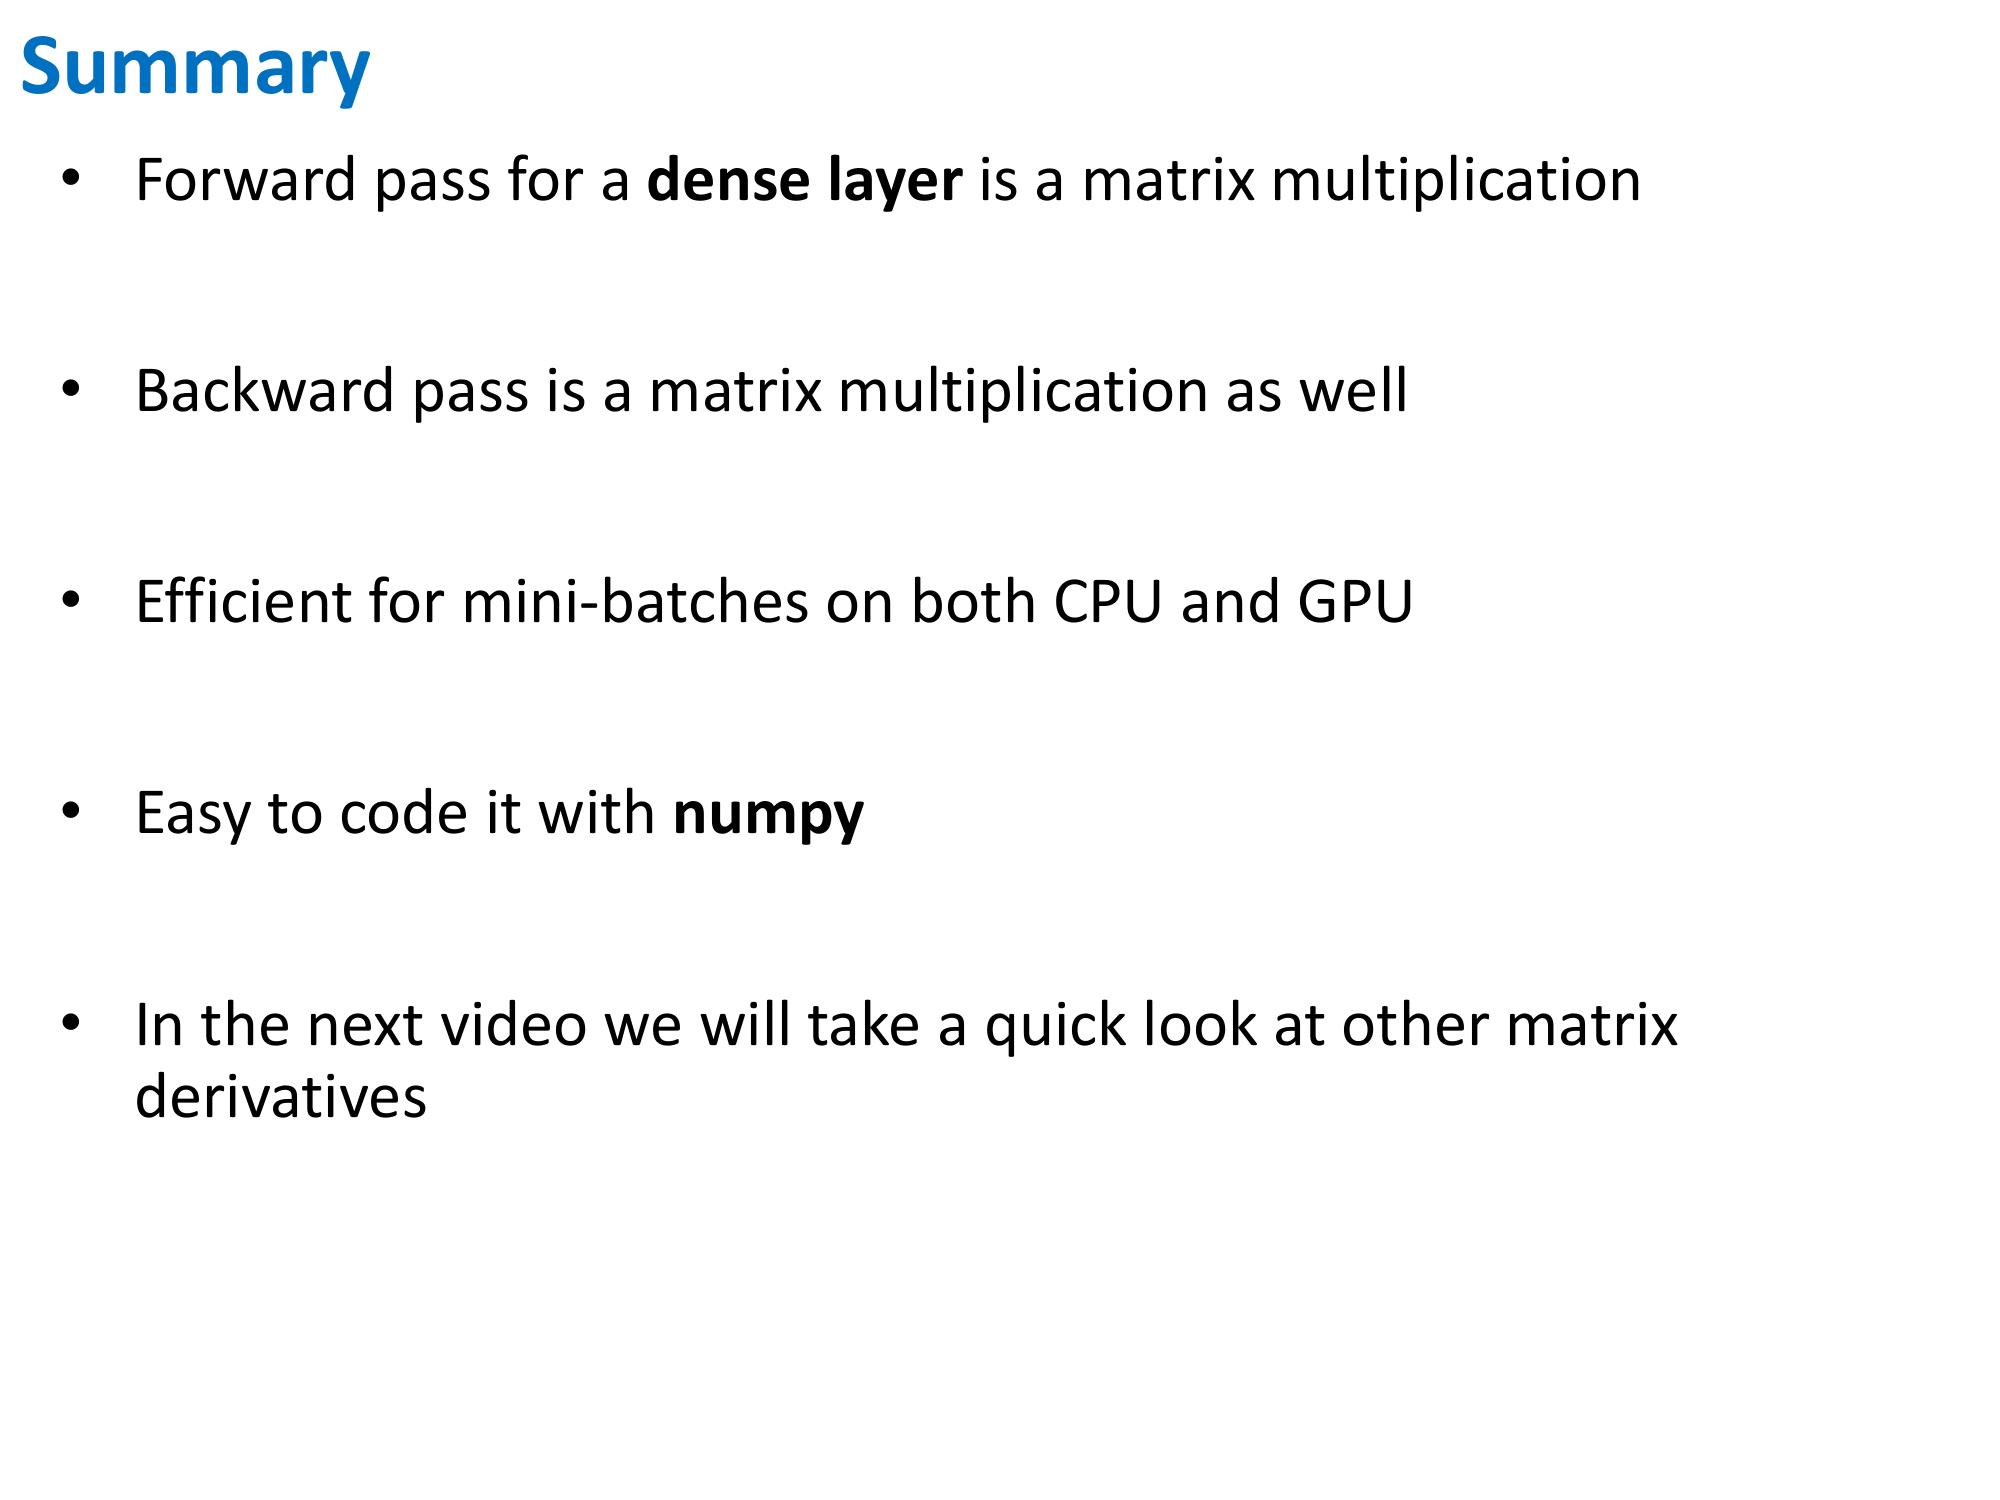 Summary
• Forward pass for a dense layer is a matrix multiplication
• Backward pass is a matrix multiplication as well
• Efficient for mini-batches on both CPU and GPU
• Easy to code it with numpy
• In the next video we will take a quick look at other matrix
derivatives